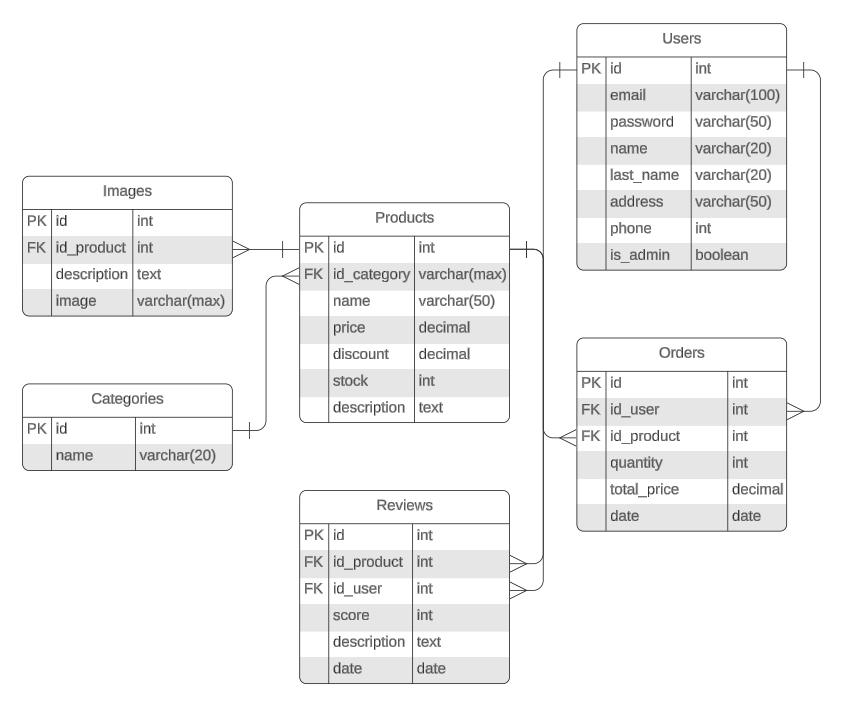 Users
PK id int
email varchar(100)
password varchar(50)
name varchar(20)
last_name varchar(20)
address varchar(50)
phone int
is_admin boolean
Images
PK id int
FK id_product int
description text
image varchar(max)
Products
PK id int
FK id_category varchar(max)
name varchar(50)
price decimal
discount decimal
stock int
description text
Categories
PK id int
name varchar(20)
Orders
PK id int
FK id_user int
FK id_product int
quantity int
total_price decimal
date date
Reviews
PK id int
FK id_product int
FK id_user int
score int
description text
date date